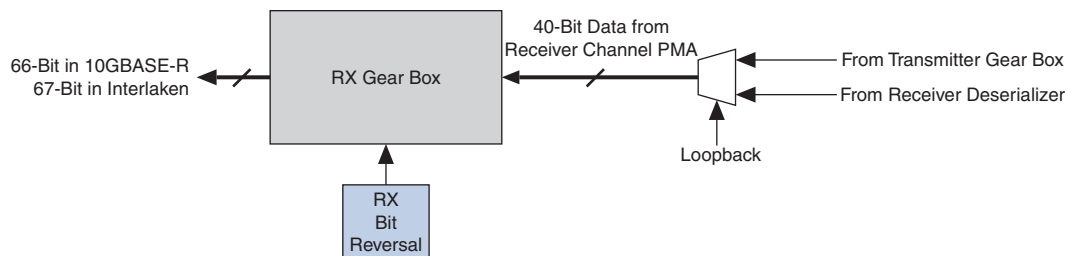 66-Bit in 10GBASE-R
67-Bit in Interlaken
RX Gear Box
40-Bit Data from
Receiver Channel PMA
From Transmitter Gear Box
From Receiver Deserializer
Loopback
RX
Bit
Reversal